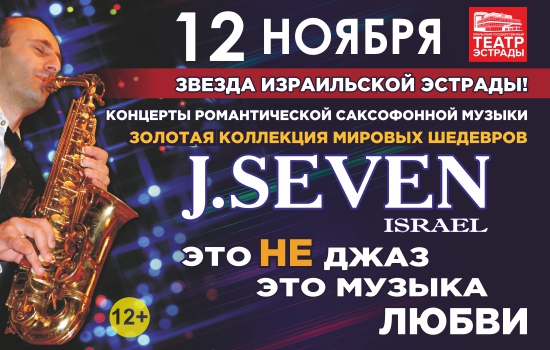 12 НОЯБРЯ
ТЕАТР
ЭСТРАДЫ
ЗВЕЗДА ИЗРАИЛЬСКОЙ ЭСТРАДЫ!
КОНЦЕРТЫ РОМАНТИЧЕСКОЙ САКСОФОННОЙ МУЗЫКИ
ЗОЛОТАЯ КОЛЛЕКЦИЯ МИРОВЫХ ШЕДЕВРОВ
J.SEVEN
ISRAEL
ЭТО НЕ ДЖАЗ
ЭТО МУЗЫКА
ЛЮБВИ
12+